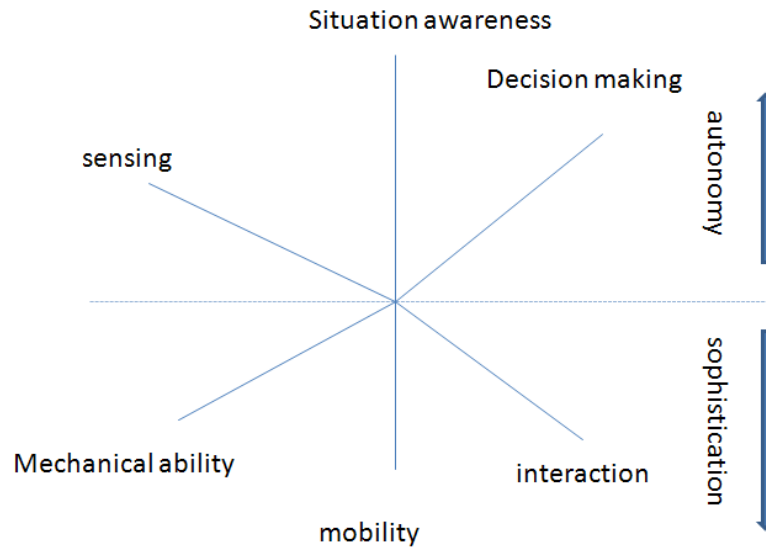 Situation awareness
Decision making
autonomy
sensing
sophistication
Mechanical ability
interaction
mobility